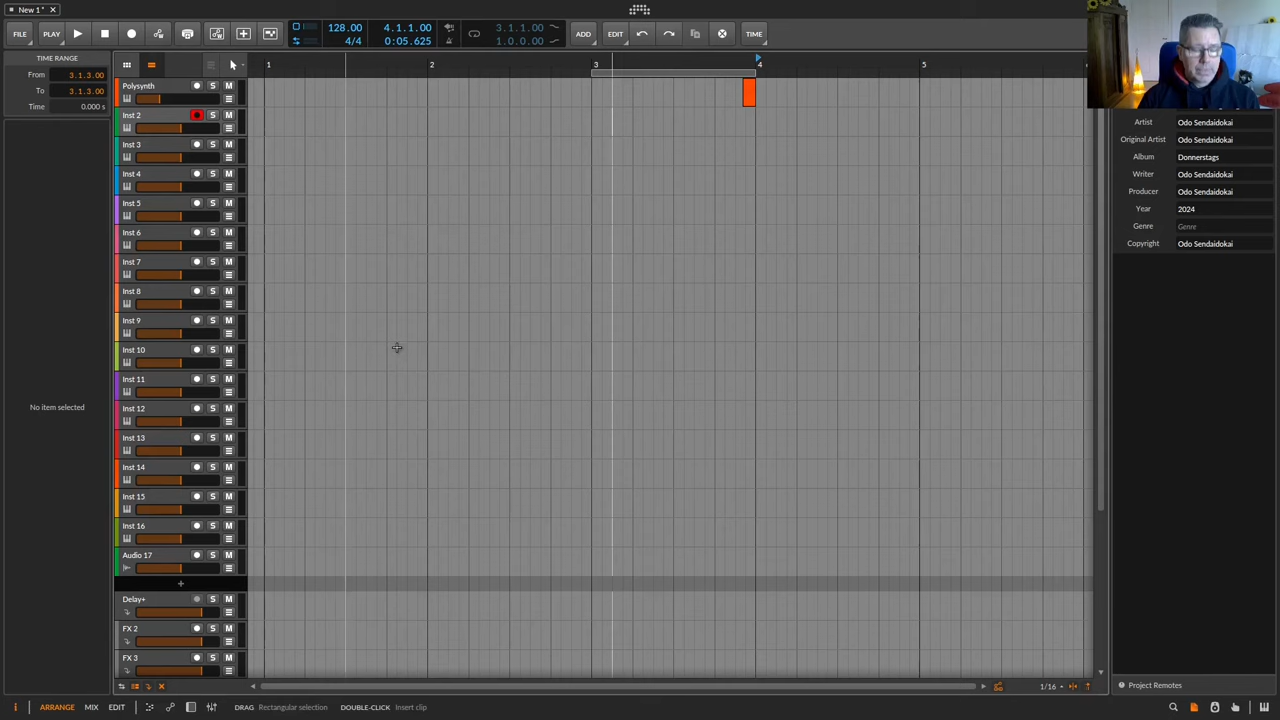 New 1 *
FILE
PLAY
128.00
4/4
4.1.1.00
0:05.625
3.1.1.00
1.0.0.00
ADD
EDIT
TIME
TIME RANGE
From 3.1.3.00
To 3.1.3.00
Time 0.000 s
No item selected
1 2 3 4 5
Polysynth S M
Inst 2 S M
Inst 3 S M
Inst 4 S M
Inst 5 S M
Inst 6 S M
Inst 7 S M
Inst 8 S M
Inst 9 S M
Inst 10 S M
Inst 11 S M
Inst 12 S M
Inst 13 S M
Inst 14 S M
Inst 15 S M
Inst 16 S M
Audio 17 S M
+
Delay+ S M
FX 2 S M
FX 3 S M
1/16
Artist Odo Sendaidokai
Original Artist Odo Sendaidokai
Album Donnerstags
Writer Odo Sendaidokai
Producer Odo Sendaidokai
Year 2024
Genre Genre
Copyright Odo Sendaidokai
Project Remotes
i ARRANGE MIX EDIT
DRAG Rectangular selection DOUBLE-CLICK Insert clip